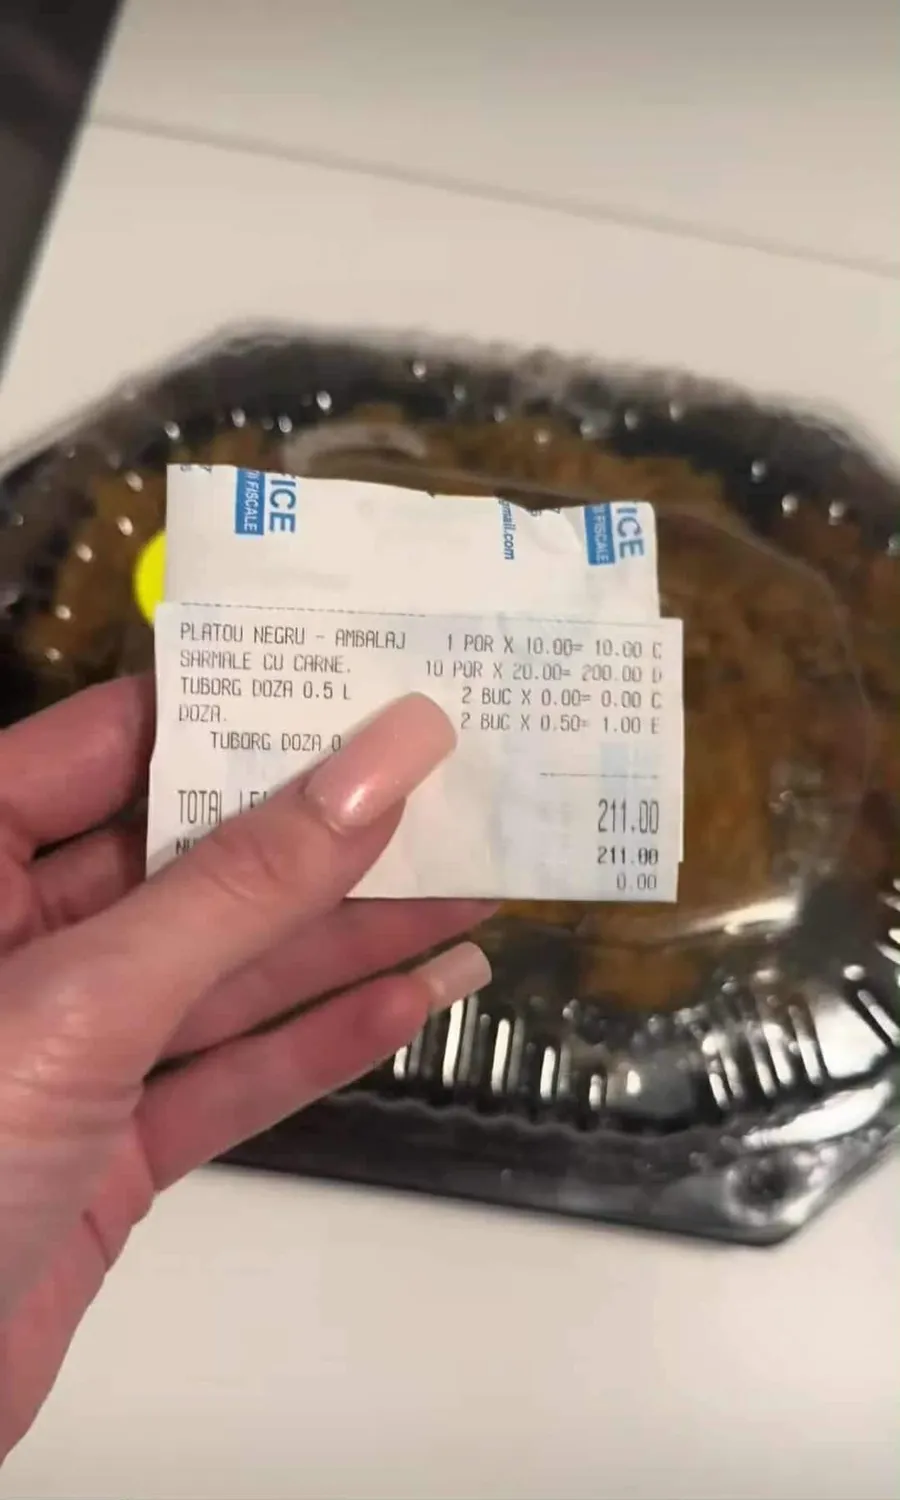 ICE
FISCALE
mail.com
ICE
FISCALE
PLATOU NEGRU - AMBALAJ 1 POR X 10.00= 10.00 C
SARMALE CU CARNE. 10 POR X 20.00= 200.00 D
TUBORG DOZA 0.5 L 2 BUC X 0.00= 0.00 C
DOZA. 2 BUC X 0.50= 1.00 E
TUBORG DOZA 0
TOTAL 211.00
211.00
0.00